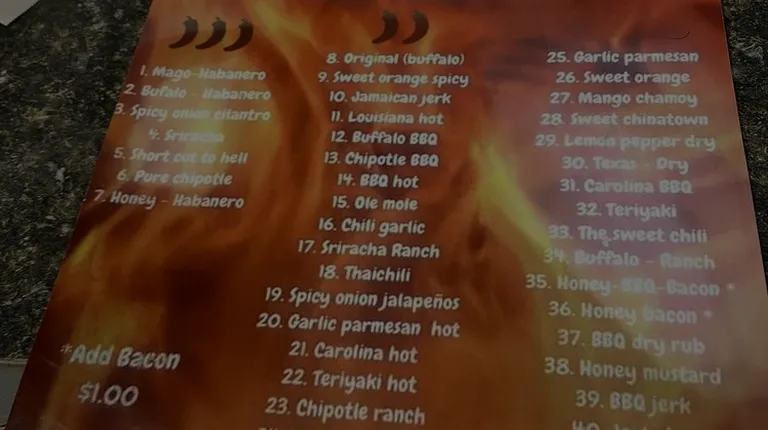 1. Mago-Habanero
2. Bufalo - Habanero
3. Spicy onion cilantro
4. Sriracha
5. Short cut to hell
6. Pure chipotle
7. Honey - Habanero
*Add Bacon
$1.00
8. Original (buffalo)
9. Sweet orange spicy
10. Jamaican jerk
11. Louisiana hot
12. Buffalo BBQ
13. Chipotle BBQ
14. BBQ hot
15. Ole mole
16. Chili garlic
17. Sriracha Ranch
18. Thaichili
19. Spicy onion jalapeños
20. Garlic parmesan hot
21. Carolina hot
22. Teriyaki hot
23. Chipotle ranch
25. Garlic parmesan
26. Sweet orange
27. Mango chamoy
28. Sweet chinatown
29. Lemon pepper dry
30. Texas - Dry
31. Carolina BBQ
32. Teriyaki
33. The sweet chili
34. Buffalo - Ranch
35. Honey-BBQ-Bacon *
36. Honey bacon *
37. BBQ dry rub
38. Honey mustard
39. BBQ jerk
40.